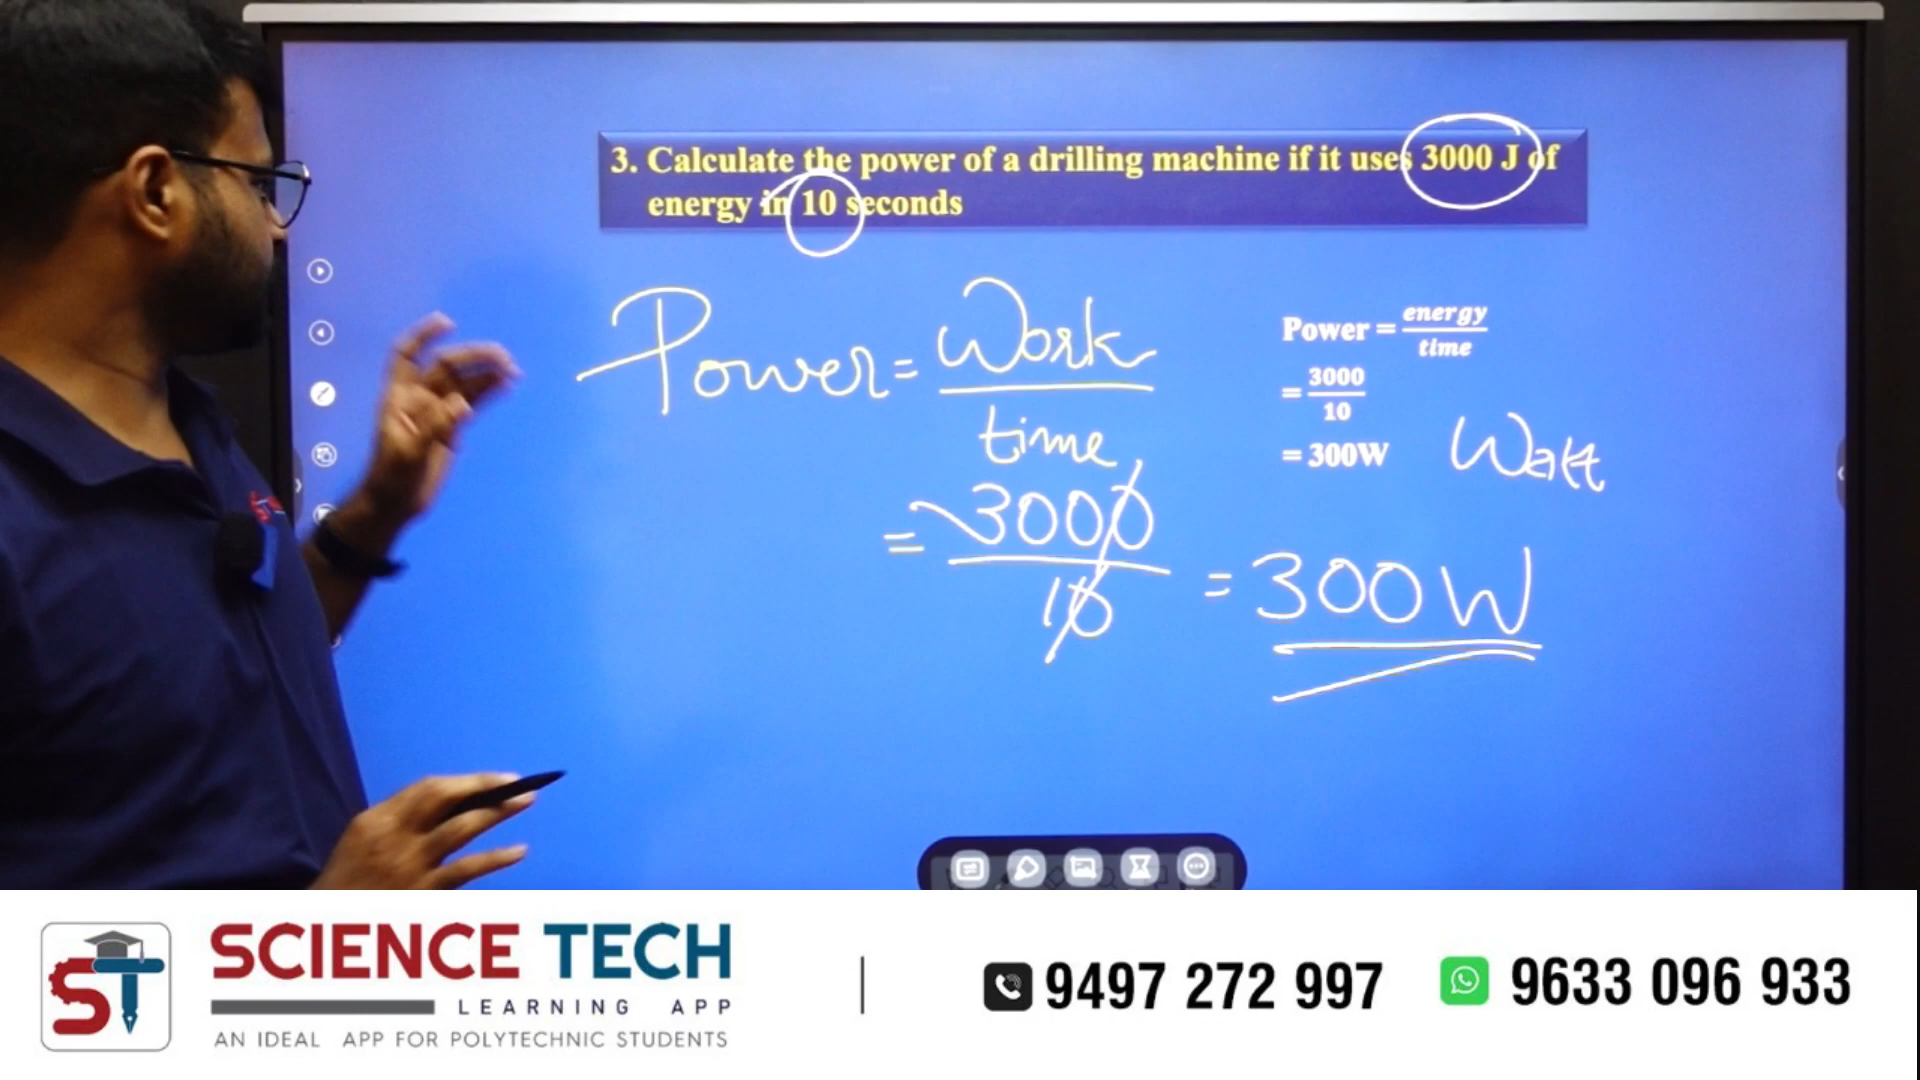 3. Calculate the power of a drilling machine if it uses 3000 J of
energy in 10 seconds
Power = Work
time
= 3000
10
= 300 W
Power = energy
time
= 3000
10
= 300W
Watt
ST
SCIENCE TECH
LEARNING APP
AN IDEAL APP FOR POLYTECHNIC STUDENTS
9497 272 997
9633 096 933